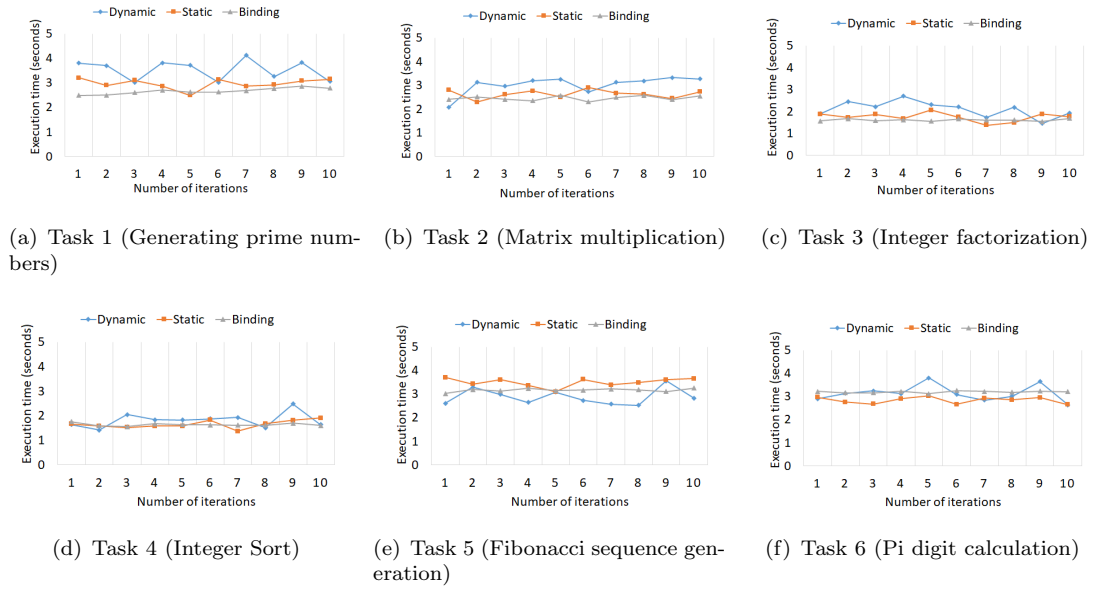 Dynamic Static Binding
Execution time (seconds)
5
4
3
2
1
0
1 2 3 4 5 6 7 8 9 10
Number of iterations
(a) Task 1 (Generating prime num-
bers)
Dynamic Static Binding
Execution time (seconds)
5
4
3
2
1
0
1 2 3 4 5 6 7 8 9 10
Number of iterations
(b) Task 2 (Matrix multiplication)
Dynamic Static Binding
Execution time (seconds)
5
4
3
2
1
0
1 2 3 4 5 6 7 8 9 10
Number of iterations
(c) Task 3 (Integer factorization)
Dynamic Static Binding
Execution time (seconds)
5
4
3
2
1
0
1 2 3 4 5 6 7 8 9 10
Number of iterations
(d) Task 4 (Integer Sort)
Dynamic Static Binding
Execution time (seconds)
5
4
3
2
1
0
1 2 3 4 5 6 7 8 9 10
Number of iterations
(e) Task 5 (Fibonacci sequence gen-
eration)
Dynamic Static Binding
Execution time (seconds)
5
4
3
2
1
0
1 2 3 4 5 6 7 8 9 10
Number of iterations
(f) Task 6 (Pi digit calculation)